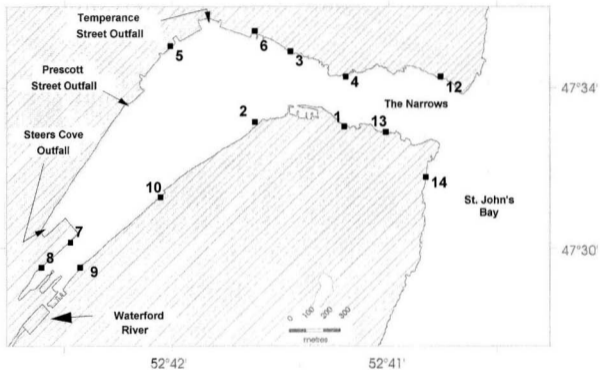 Temperance
Street Outfall
5
6
3
Prescott
Street Outfall
4
12
47°34'
The Narrows
Steers Cove
Outfall
2
1
13
14
10
St. John's
Bay
7
47°30'
8
9
Waterford
River
0
100
200
300
metres
52°42'
52°41'